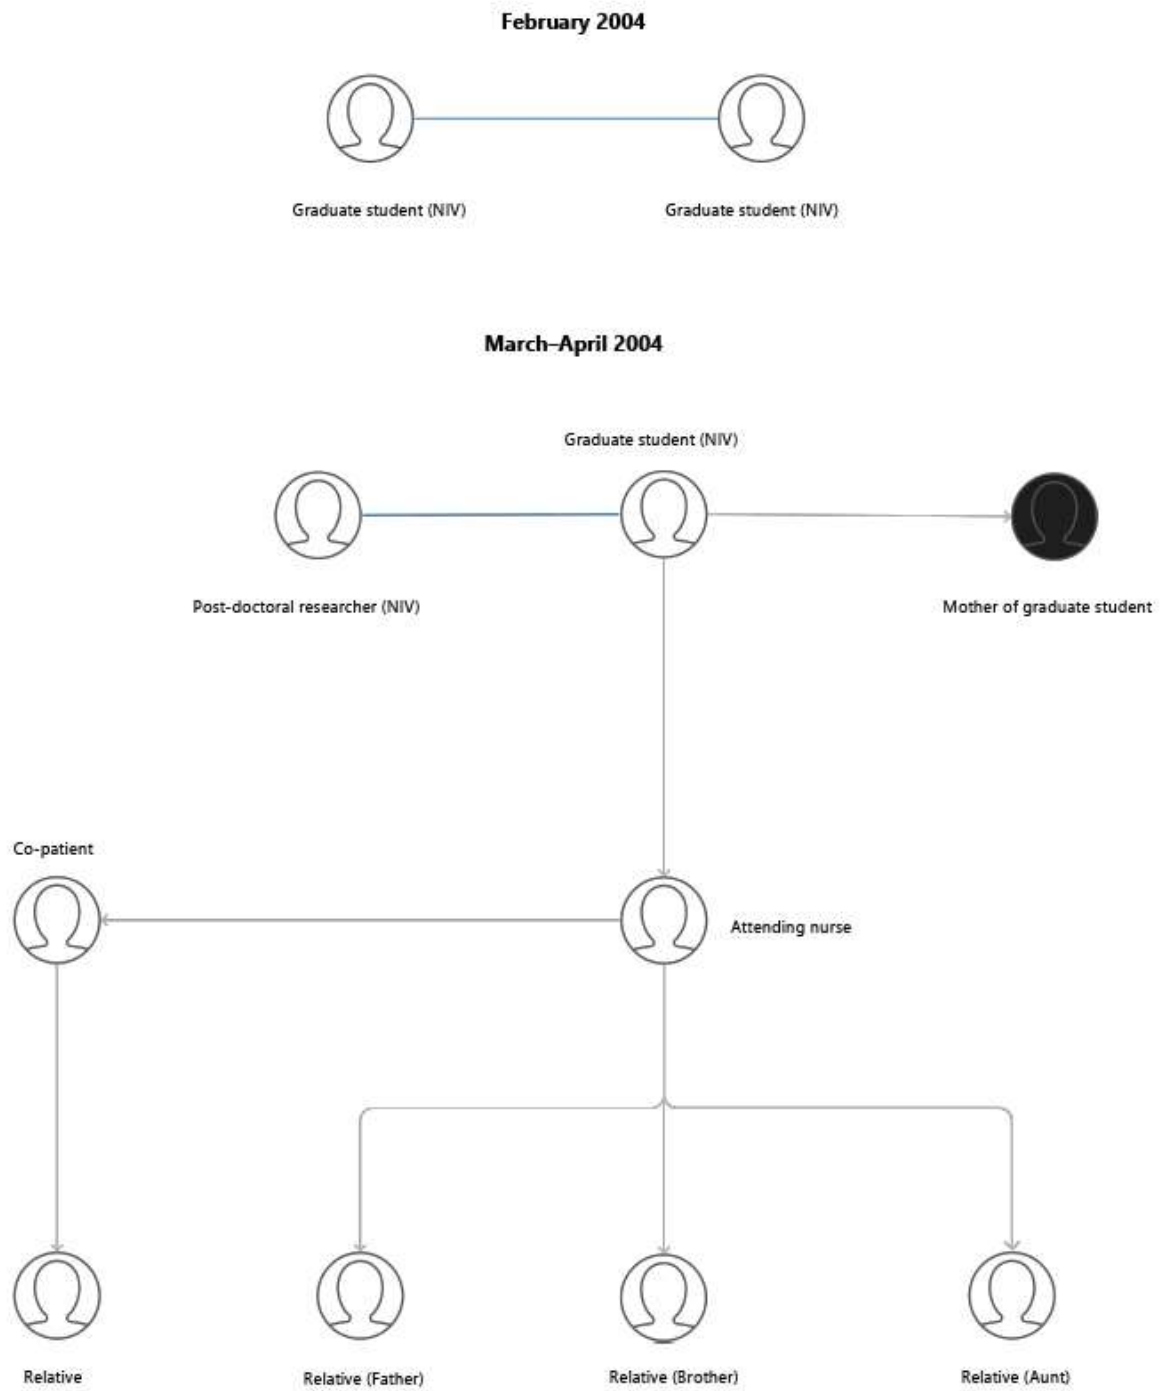 February 2004
Graduate student (NIV)
Graduate student (NIV)
March–April 2004
Graduate student (NIV)
Post-doctoral researcher (NIV)
Mother of graduate student
Co-patient
Attending nurse
Relative
Relative (Father)
Relative (Brother)
Relative (Aunt)